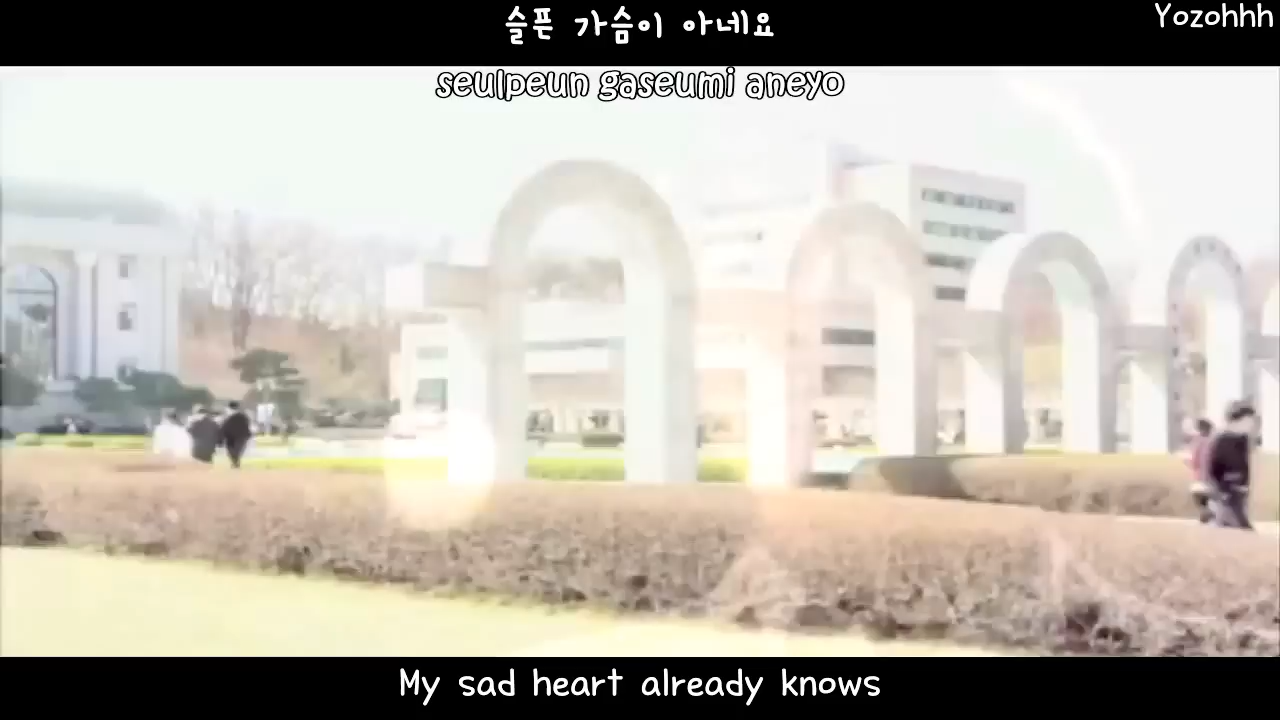 슬픈 가슴이 아네요
Yozohhh
seulpeun gaseumi aneyo
My sad heart already knows